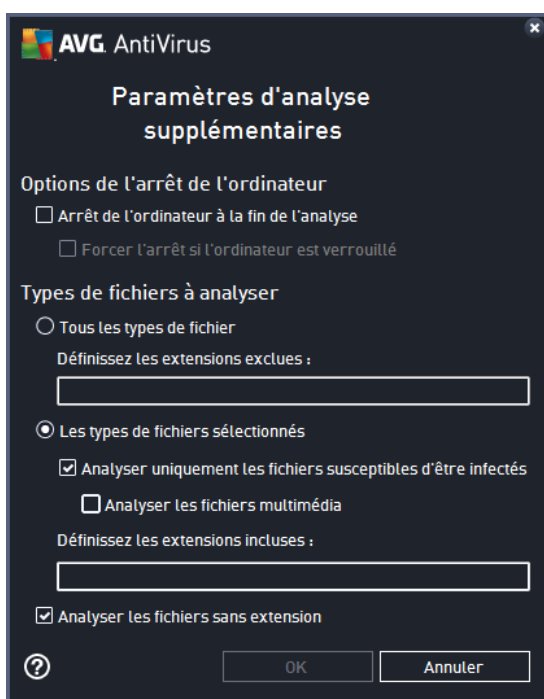 AVG AntiVirus
Paramètres d'analyse
supplémentaires
Options de l'arrêt de l'ordinateur
Arrêt de l'ordinateur à la fin de l'analyse
Forcer l'arrêt si l'ordinateur est verrouillé
Types de fichiers à analyser
Tous les types de fichier
Définissez les extensions exclues :
Les types de fichiers sélectionnés
Analyser uniquement les fichiers susceptibles d'être infectés
Analyser les fichiers multimédia
Définissez les extensions incluses :
Analyser les fichiers sans extension
? OK Annuler